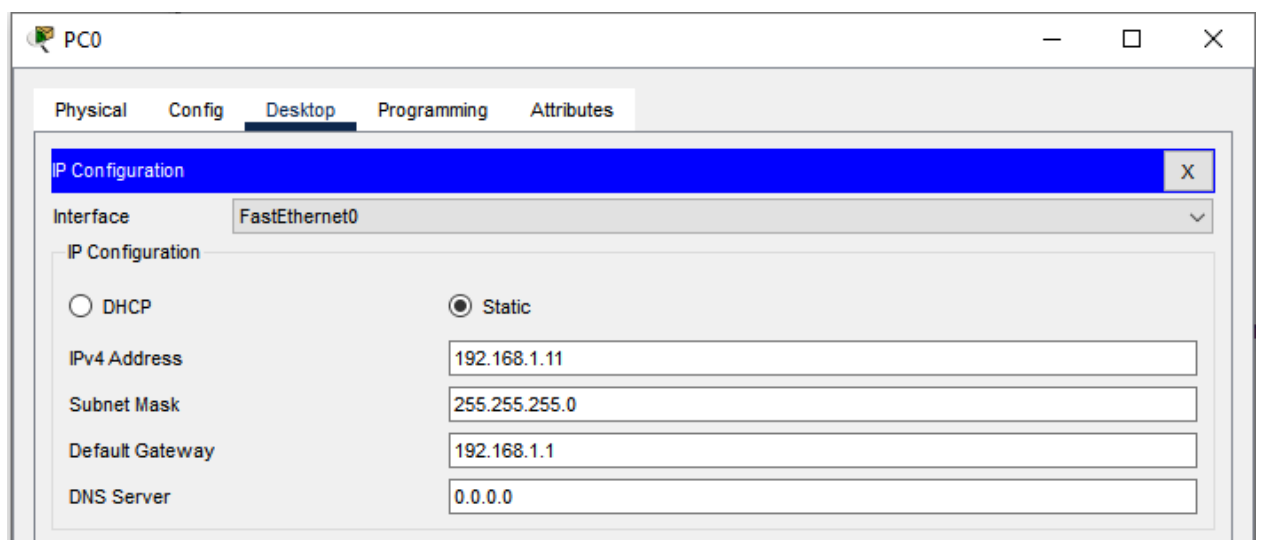 PC0
Physical Config Desktop Programming Attributes
IP Configuration X
Interface FastEthernet0
IP Configuration
DHCP Static
IPv4 Address 192.168.1.11
Subnet Mask 255.255.255.0
Default Gateway 192.168.1.1
DNS Server 0.0.0.0